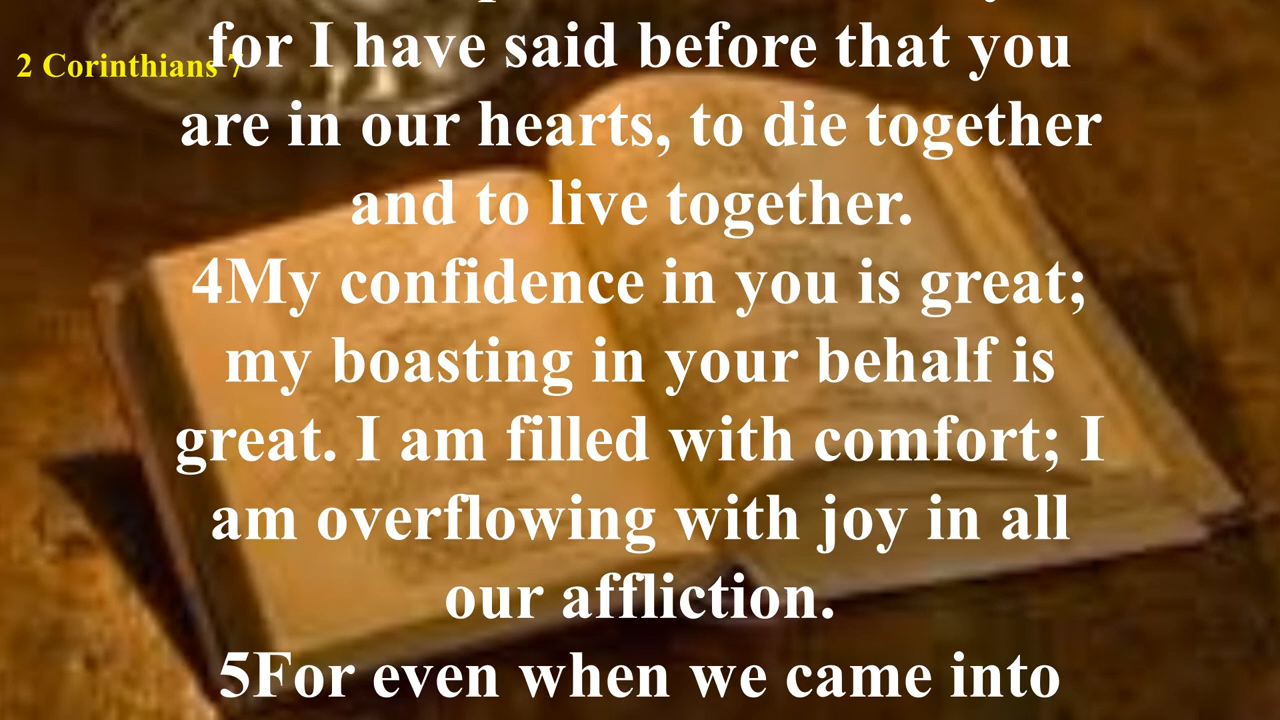 2 Corinthians 7
for I have said before that you
are in our hearts, to die together
and to live together.
4My confidence in you is great;
my boasting in your behalf is
great. I am filled with comfort; I
am overflowing with joy in all
our affliction.
5For even when we came into